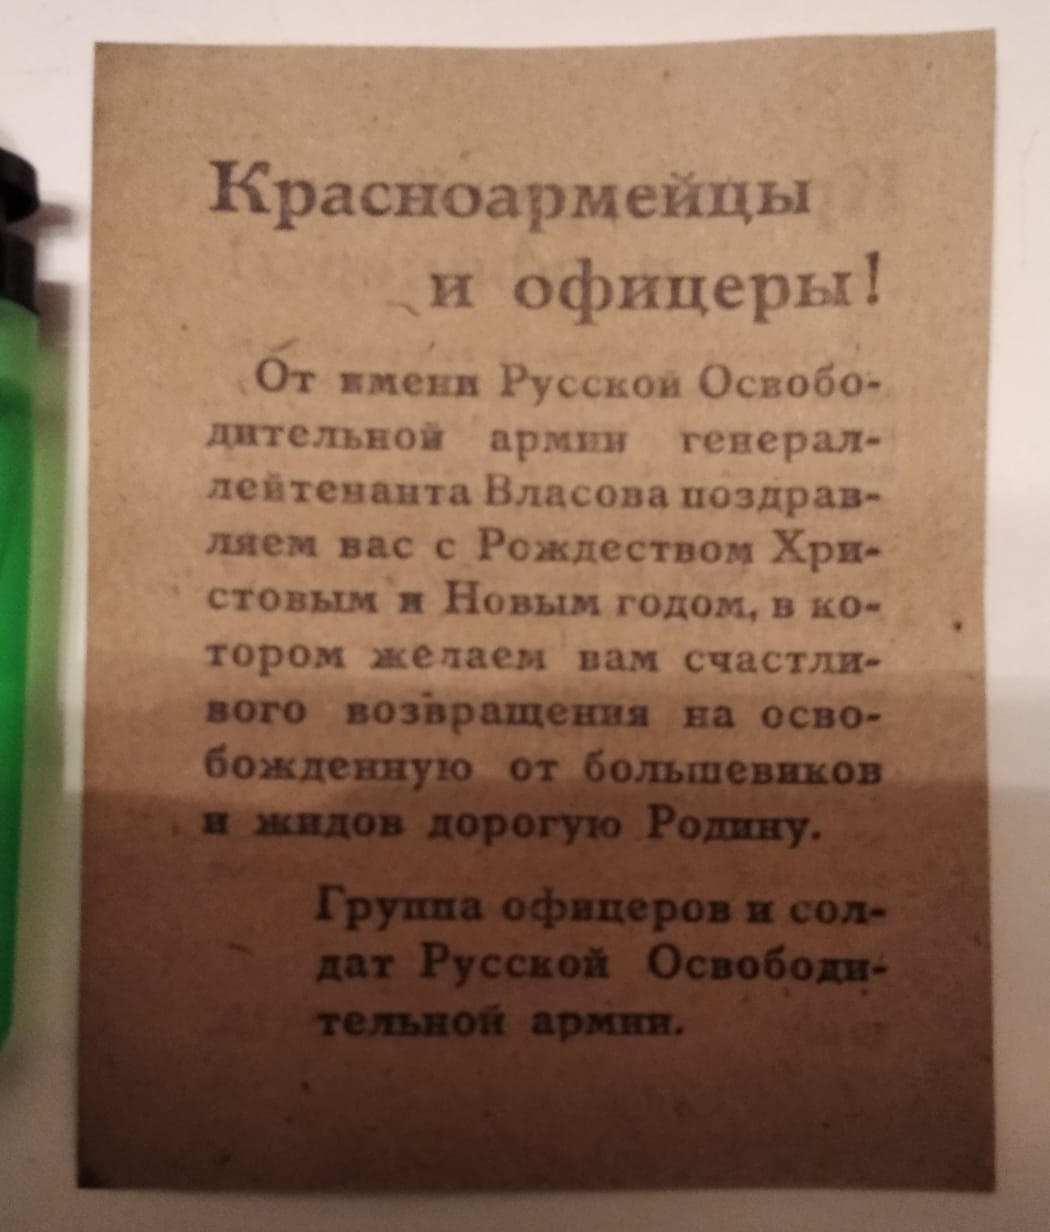 Красноармейцы
и офицеры!
От имени Русской Освобо-
дительной армии генерал-
лейтенанта Власова поздрав-
ляем вас с Рождеством Хри-
стовым и Новым годом, в ко-
тором желаем вам счастли-
вого возвращения на осво-
божденную от большевиков
и жидов дорогую Родину.
Группа офицеров и сол-
дат Русской Освободи-
тельной армии.